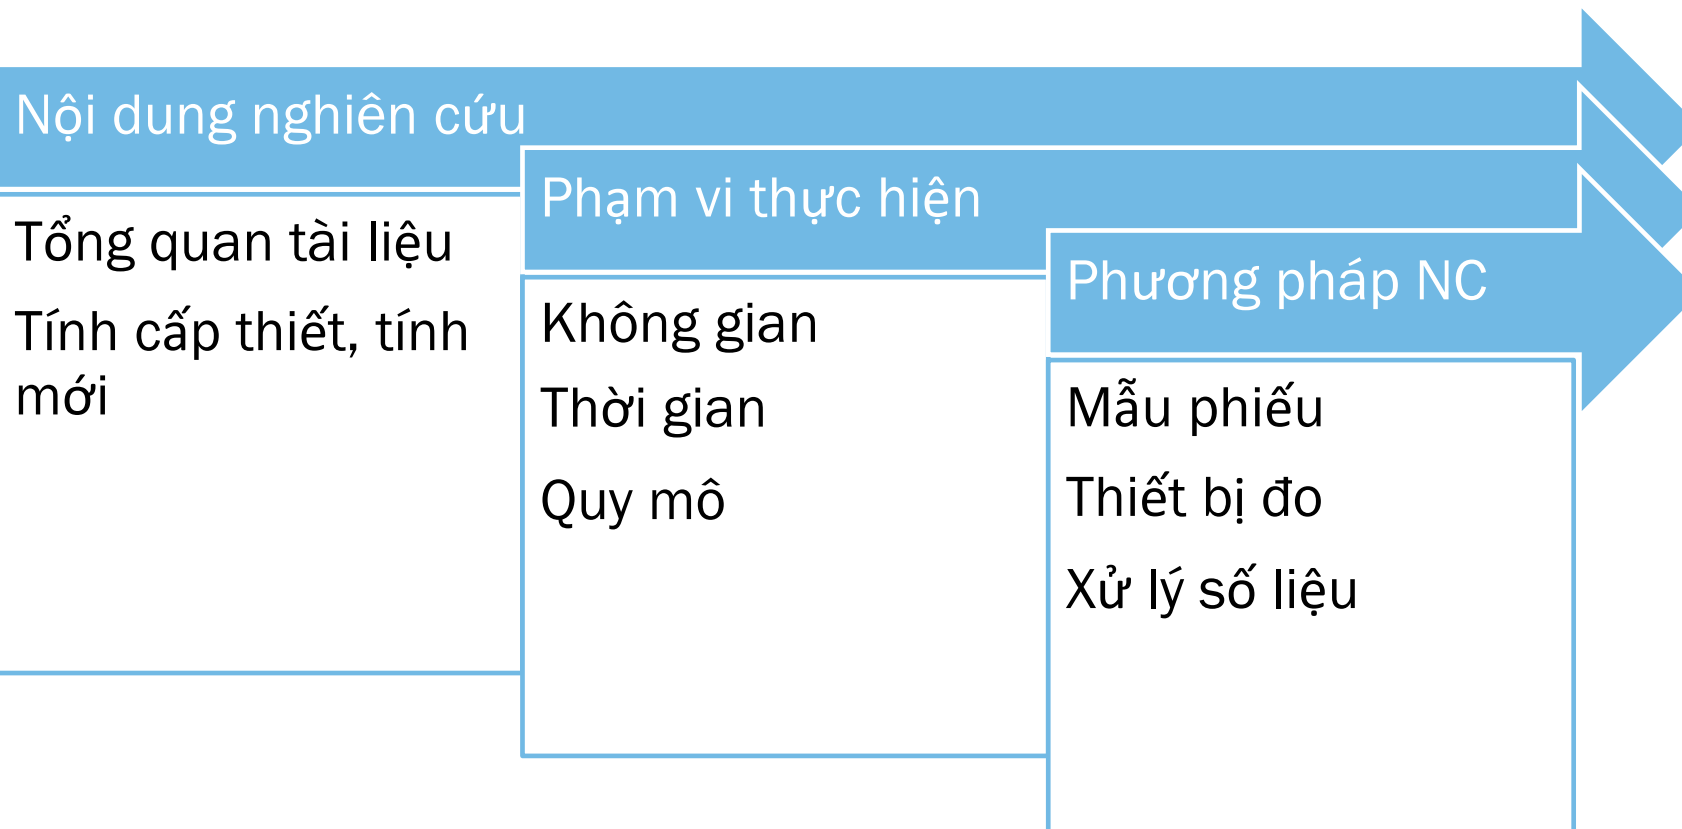 Nội dung nghiên cứu
Tổng quan tài liệu
Tính cấp thiết, tính
mới
Phạm vi thực hiện
Không gian
Thời gian
Quy mô
Phương pháp NC
Mẫu phiếu
Thiết bị đo
Xử lý số liệu